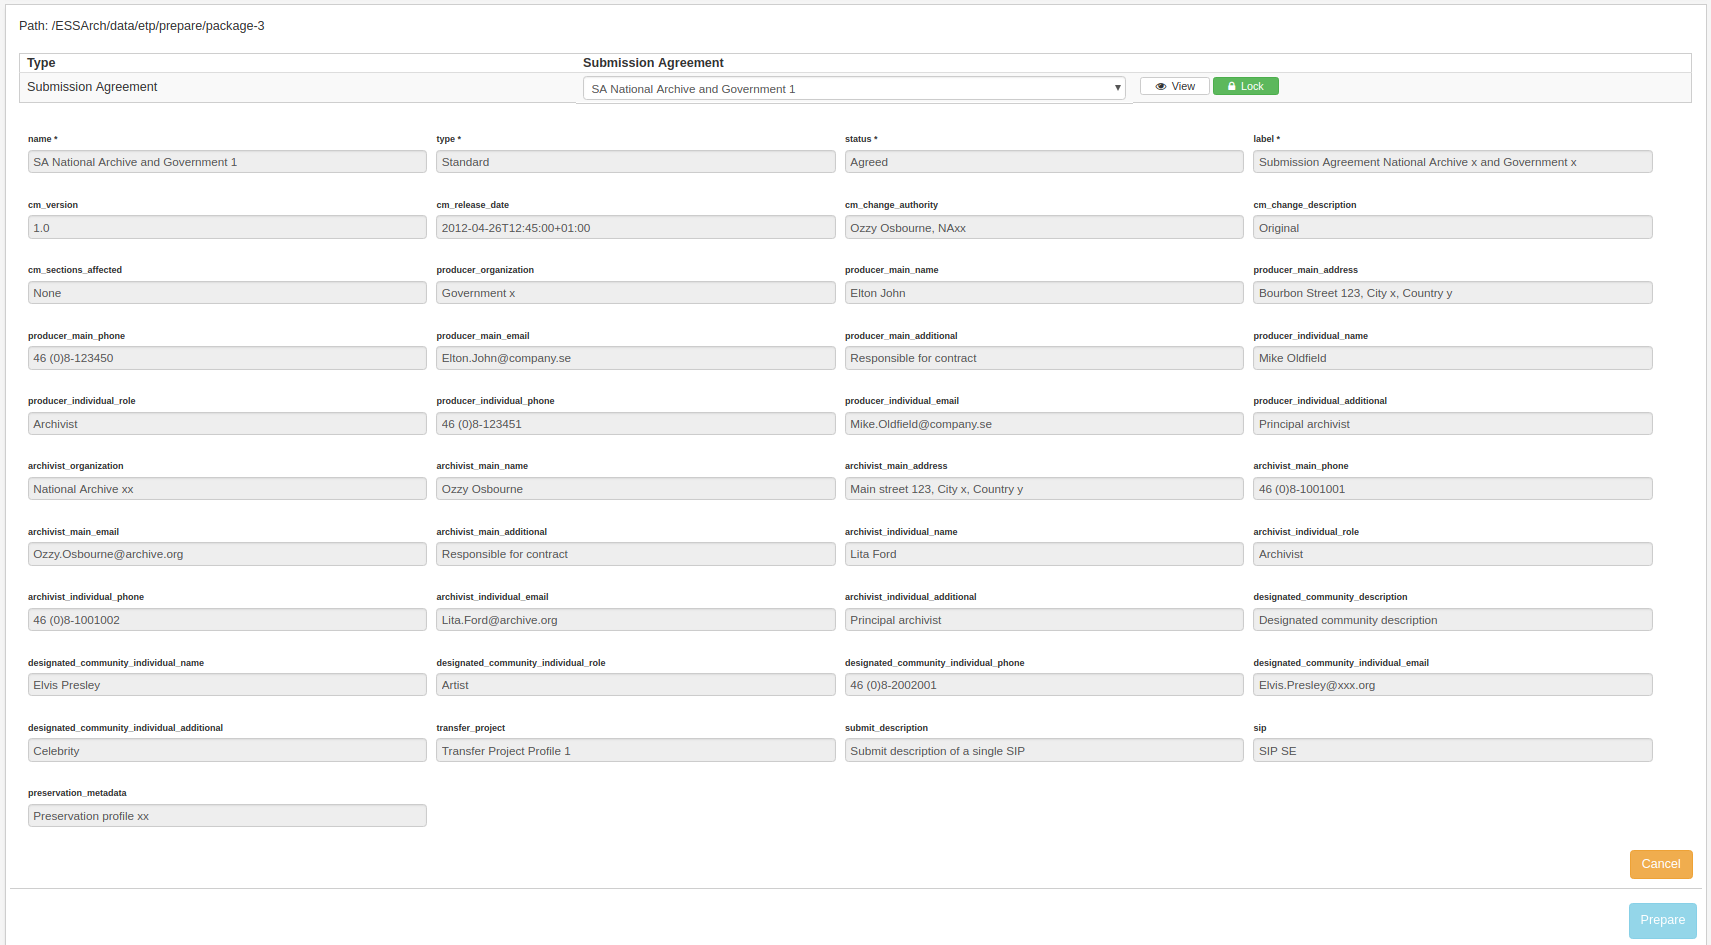 Path: /ESSArch/data/etp/prepare/package-3
Type Submission Agreement
Submission Agreement SA National Archive and Government 1 View Lock
name * type * status * label *
SA National Archive and Government 1 Standard Agreed Submission Agreement National Archive x and Government x
cm_version cm_release_date cm_change_authority cm_change_description
1.0 2012-04-26T12:45:00+01:00 Ozzy Osbourne, NAxx Original
cm_sections_affected producer_organization producer_main_name producer_main_address
None Government x Elton John Bourbon Street 123, City x, Country y
producer_main_phone producer_main_email producer_main_additional producer_individual_name
46 (0)8-123450 Elton.John@company.se Responsible for contract Mike Oldfield
producer_individual_role producer_individual_phone producer_individual_email producer_individual_additional
Archivist 46 (0)8-123451 Mike.Oldfield@company.se Principal archivist
archivist_organization archivist_main_name archivist_main_address archivist_main_phone
National Archive xx Ozzy Osbourne Main street 123, City x, Country y 46 (0)8-1001001
archivist_main_email archivist_main_additional archivist_individual_name archivist_individual_role
Ozzy.Osbourne@archive.org Responsible for contract Lita Ford Archivist
archivist_individual_phone archivist_individual_email archivist_individual_additional designated_community_description
46 (0)8-1001002 Lita.Ford@archive.org Principal archivist Designated community description
designated_community_individual_name designated_community_individual_role designated_community_individual_phone designated_community_individual_email
Elvis Presley Artist 46 (0)8-2002001 Elvis.Presley@xxx.org
designated_community_individual_additional transfer_project submit_description sip
Celebrity Transfer Project Profile 1 Submit description of a single SIP SIP SE
preservation_metadata
Preservation profile xx
Cancel
Prepare